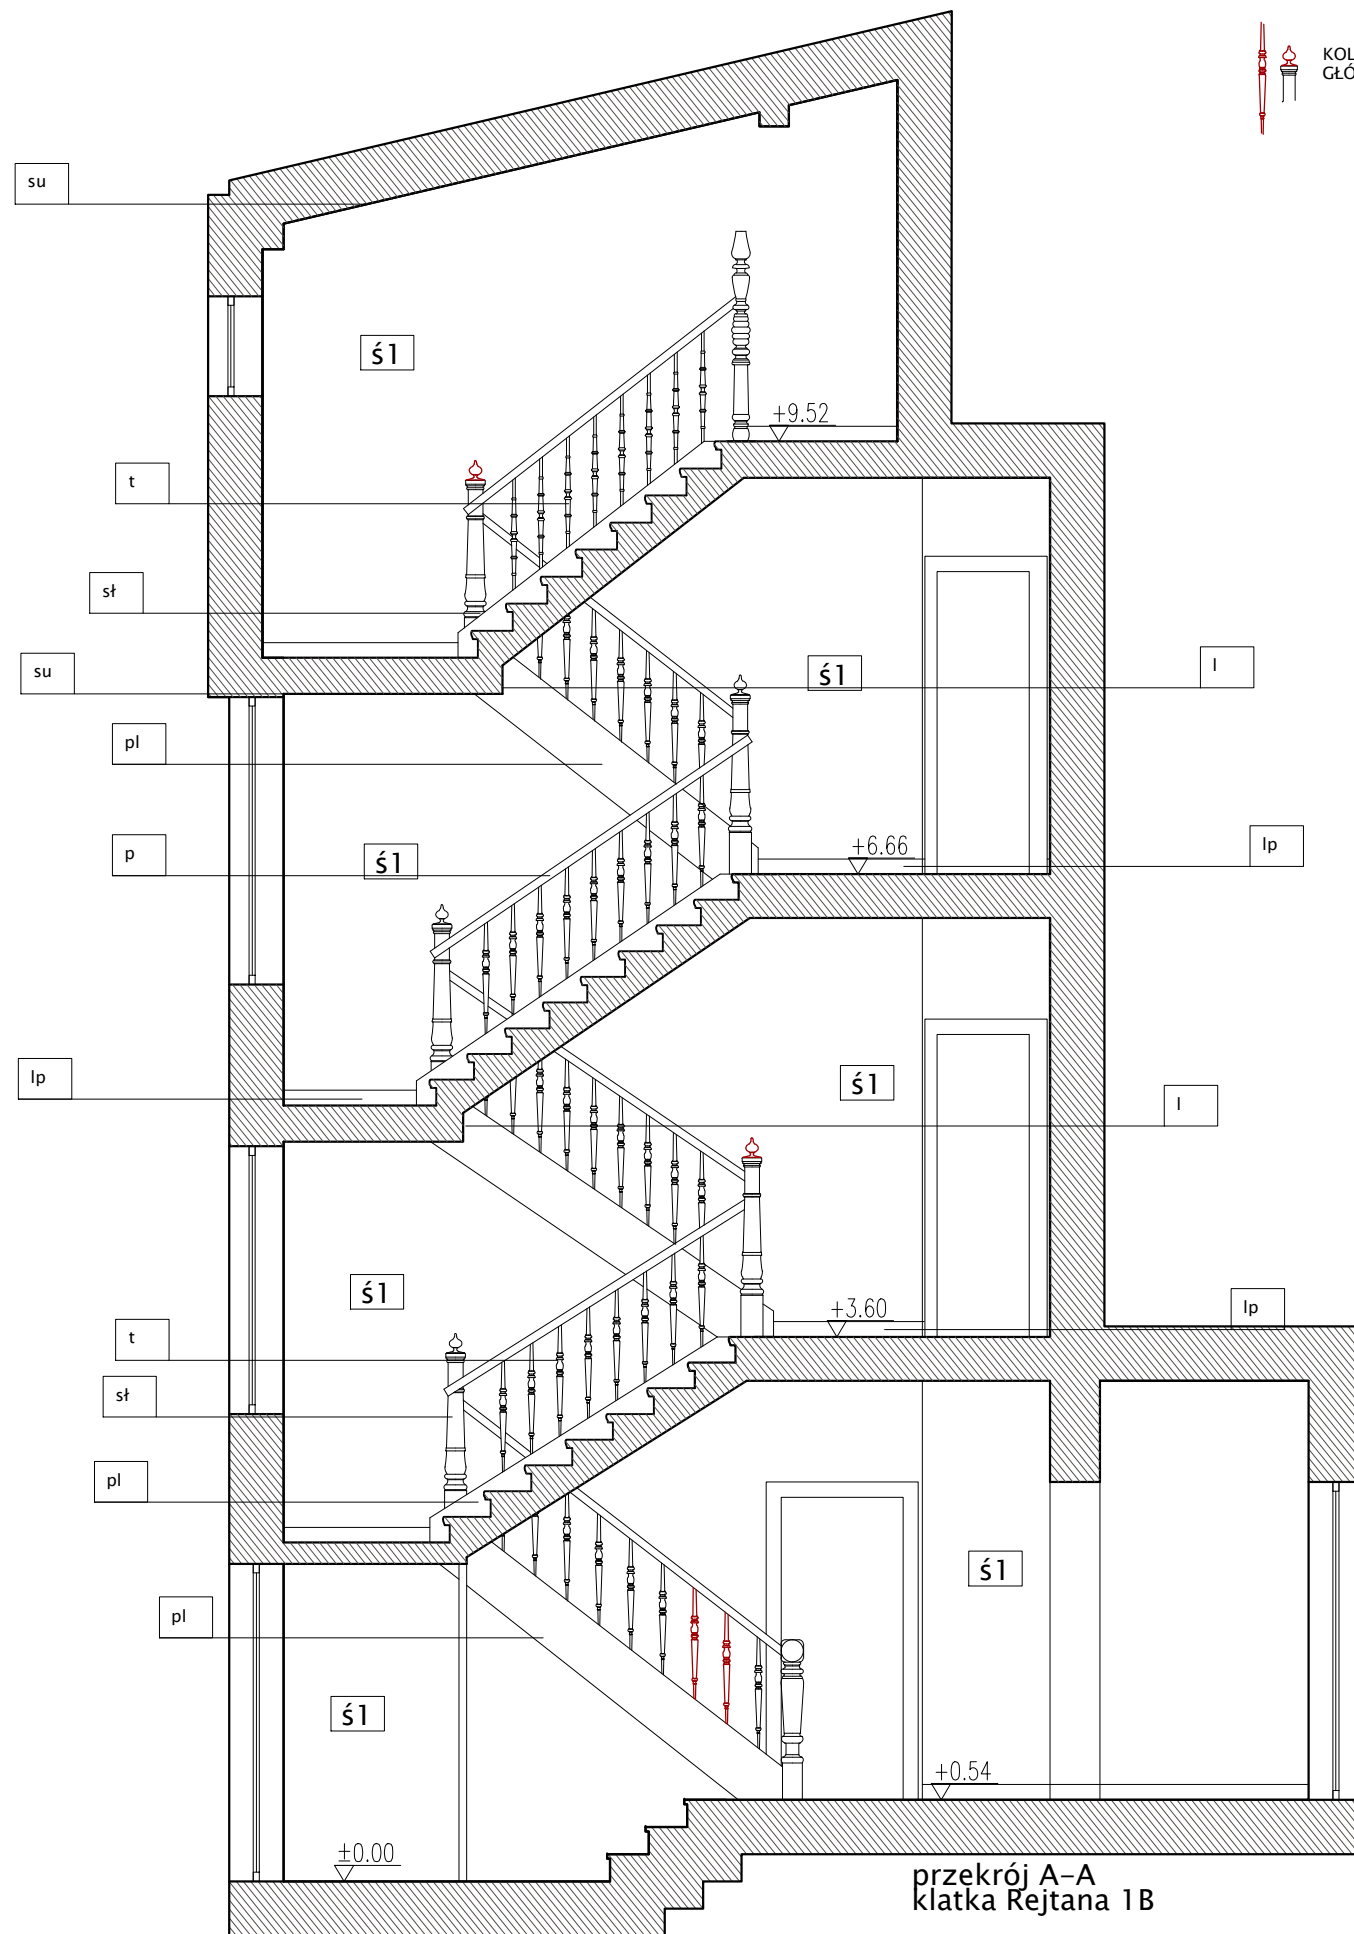 KOL
GŁÓ
su
ś1
+9.52
t
sł
su
ś1
l
pl
p
ś1
+6.66
lp
lp
ś1
l
ś1
+3.60
lp
t
sł
pl
ś1
pl
ś1
+0.54
±0.00
przekrój A-A
klatka Rejtana 1B